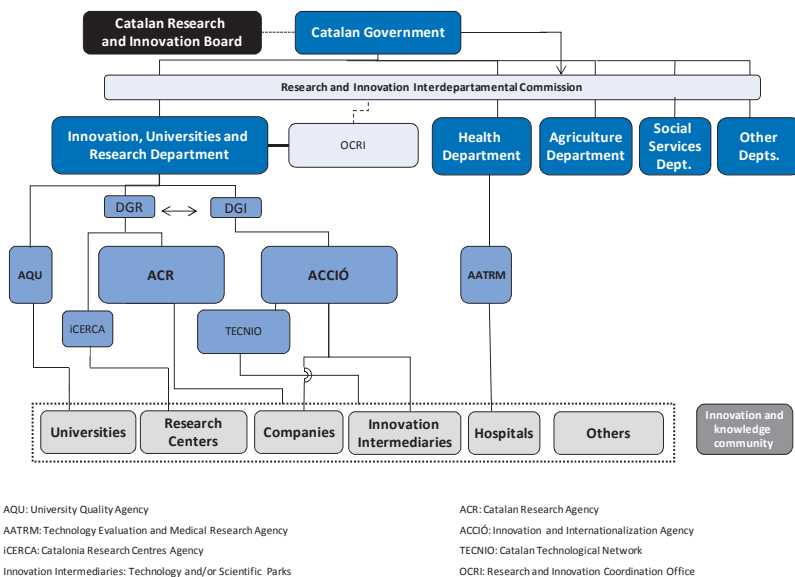 Catalan Research
and Innovation Board
Catalan Government
Research and Innovation Interdepartamental Commission
Innovation, Universities and
Research Department
OCRI
Health
Department
Agriculture
Department
Social
Services
Dept.
Other
Depts.
DGR
DGI
AQU
ACR
ACCIÓ
AATRM
iCERCA
TECNIO
Universities
Research
Centers
Companies
Innovation
Intermediaries
Hospitals
Others
Innovation and
knowledge
community
AQU: University Quality Agency
AATRM: Technology Evaluation and Medical Research Agency
iCERCA: Catalonia Research Centres Agency
Innovation Intermediaries: Technology and/or Scientific Parks
ACR: Catalan Research Agency
ACCIÓ: Innovation and Internationalization Agency
TECNIO: Catalan Technological Network
OCRI: Research and Innovation Coordination Office